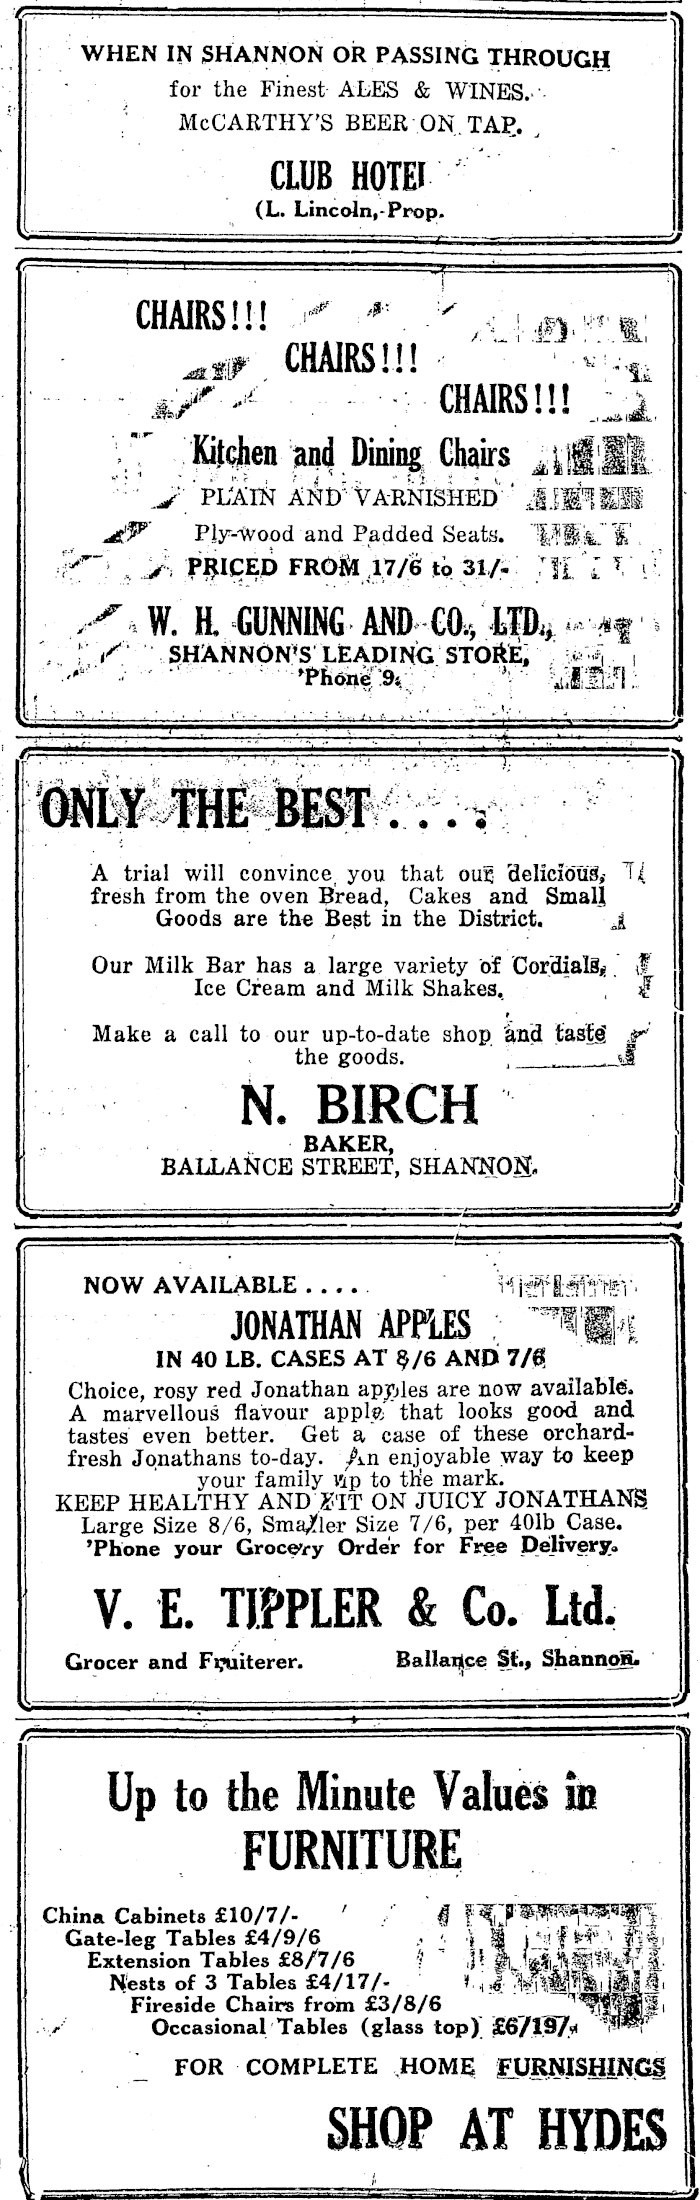 WHEN IN SHANNON OR PASSING THROUGH
for the Finest ALES & WINES.
McCARTHY'S BEER ON TAP.
CLUB HOTEL
(L. Lincoln, Prop.
CHAIRS!!!
CHAIRS!!!
CHAIRS!!!
Kitchen and Dining Chairs
PLAIN AND VARNISHED
Ply-wood and Padded Seats.
PRICED FROM 17/6 to 31/-
W. H. GUNNING AND CO., LTD.,
SHANNON'S LEADING STORE,
'Phone 9.
ONLY THE BEST . . . .
A trial will convince you that our delicious,
fresh from the oven Bread, Cakes and Small
Goods are the Best in the District.
Our Milk Bar has a large variety of Cordials,
Ice Cream and Milk Shakes.
Make a call to our up-to-date shop and taste
the goods.
N. BIRCH
BAKER,
BALLANCE STREET, SHANNON.
NOW AVAILABLE . . . .
JONATHAN APPLES
IN 40 LB. CASES AT 8/6 AND 7/6
Choice, rosy red Jonathan apples are now available.
A marvellous flavour apple that looks good and
tastes even better. Get a case of these orchard-
fresh Jonathans to-day. An enjoyable way to keep
your family up to the mark.
KEEP HEALTHY AND FIT ON JUICY JONATHANS
Large Size 8/6, Smaller Size 7/6, per 40lb Case.
'Phone your Grocery Order for Free Delivery.
V. E. TIPPLER & Co. Ltd.
Grocer and Fruiterer. Ballance St., Shannon.
Up to the Minute Values in
FURNITURE
China Cabinets £10/7/-
Gate-leg Tables £4/9/6
Extension Tables £8/7/6
Nests of 3 Tables £4/17/-
Fireside Chairs from £3/8/6
Occasional Tables (glass top) £6/19/-
FOR COMPLETE HOME FURNISHINGS
SHOP AT HYDES